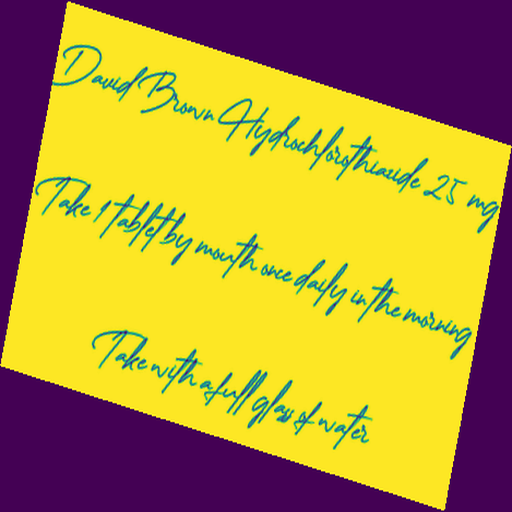 David Brown Hydrochlorothiazide 25 mg
Take 1 tablet by mouth once daily in the morning
Take with a full glass of water